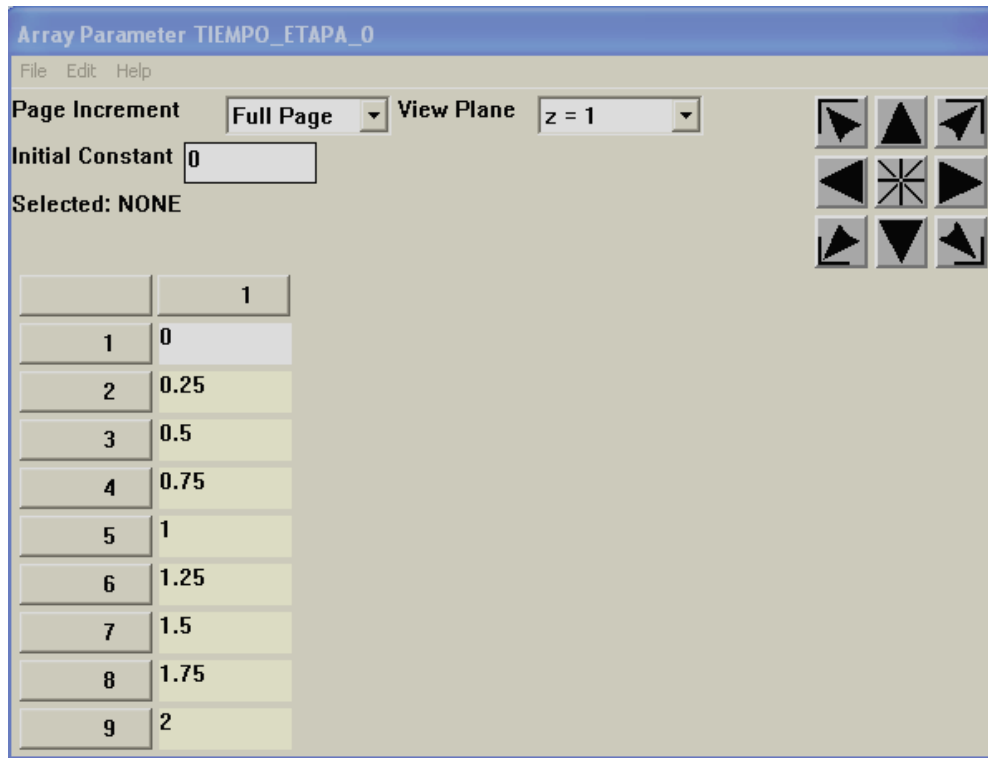 Array Parameter TIEMPO_ETAPA_0
File Edit Help
Page Increment Full Page View Plane z = 1
Initial Constant 0
Selected: NONE
1
1 0
2 0.25
3 0.5
4 0.75
5 1
6 1.25
7 1.5
8 1.75
9 2